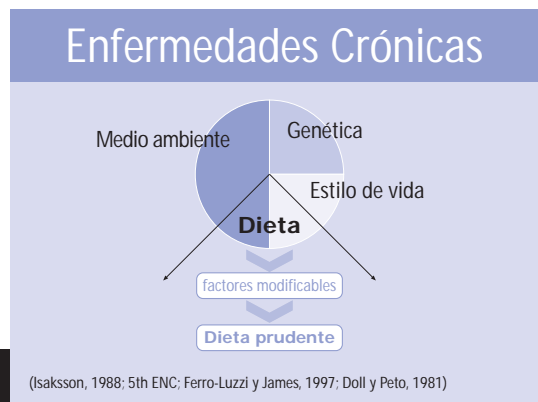 Enfermedades Crónicas
Medio ambiente
Genética
Estilo de vida
Dieta
factores modificables
Dieta prudente
(Isaksson, 1988; 5th ENC; Ferro-Luzzi y James, 1997; Doll y Peto, 1981)